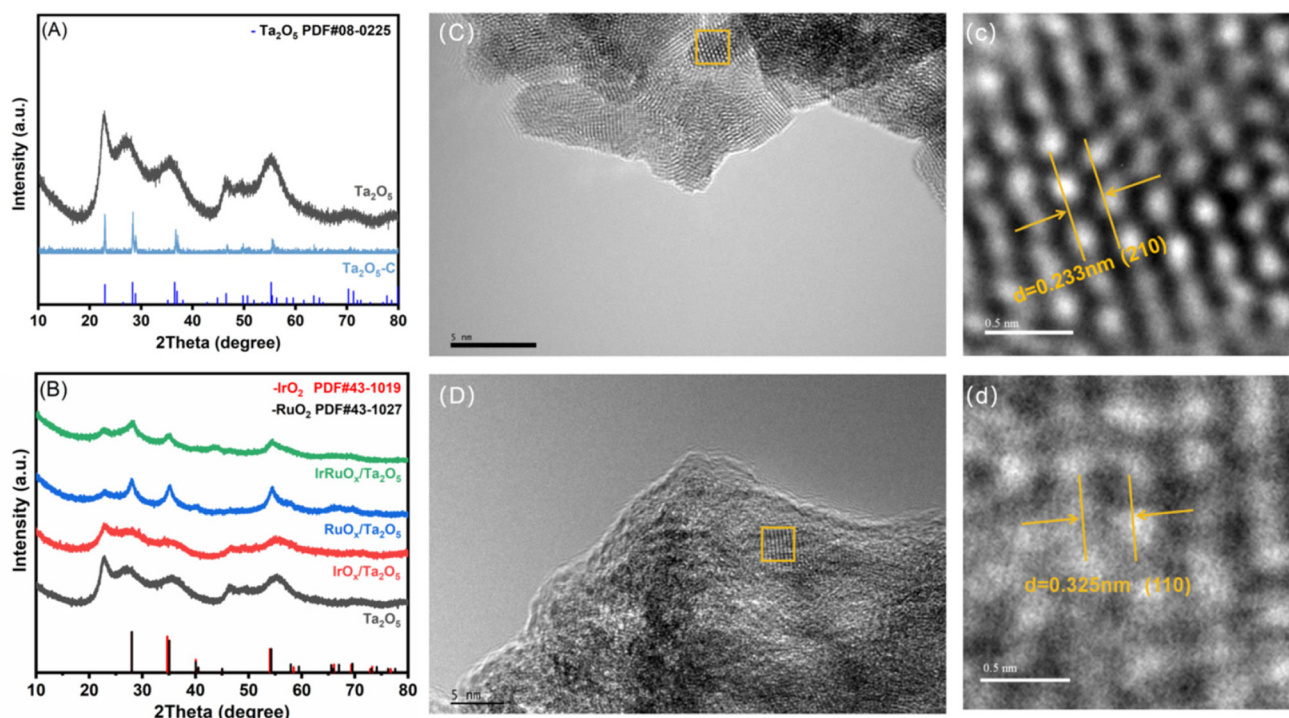 (A)
- Ta₂O₅ PDF#08-0225
Intensity (a.u.)
Ta₂O₅
Ta₂O₅-C
10 20 30 40 50 60 70 80
2Theta (degree)
(C)
5 nm
(c)
d=0.233nm (210)
0.5 nm
(B)
-IrO₂ PDF#43-1019
-RuO₂ PDF#43-1027
Intensity (a.u.)
IrRuOₓ/Ta₂O₅
RuOₓ/Ta₂O₅
IrOₓ/Ta₂O₅
Ta₂O₅
10 20 30 40 50 60 70 80
2Theta (degree)
(D)
5 nm
(d)
d=0.325nm (110)
0.5 nm